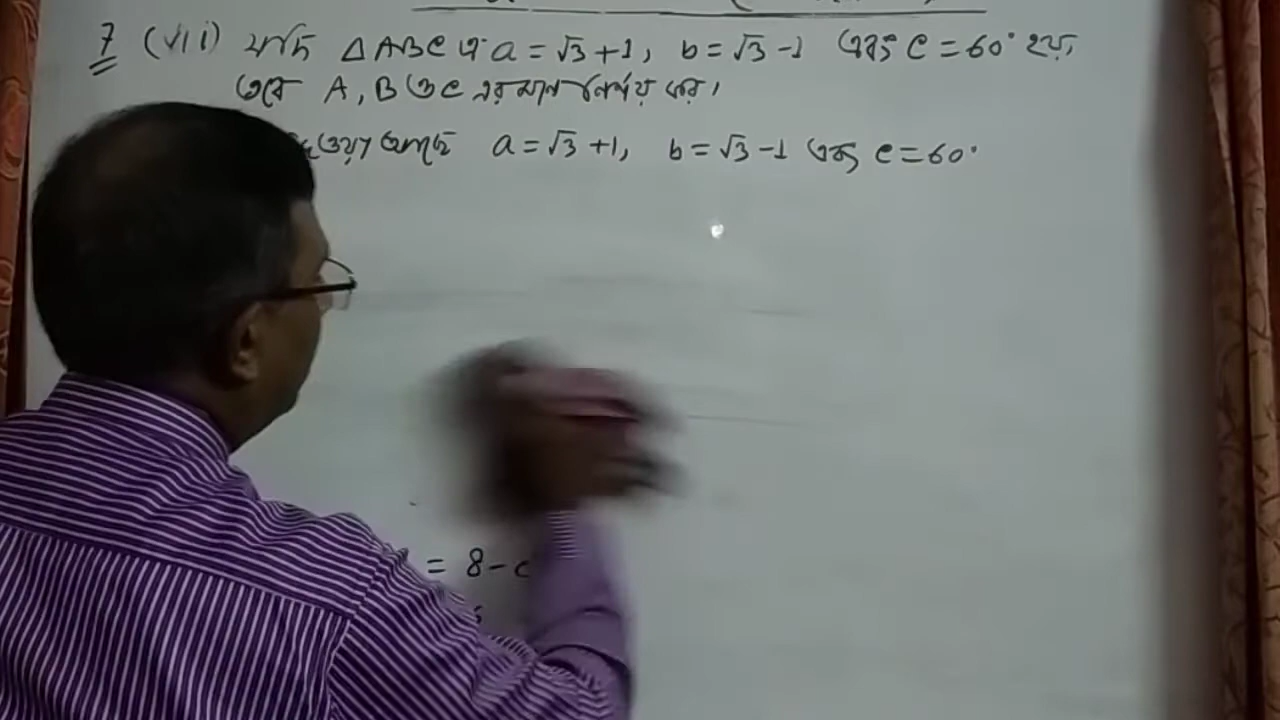 7 (vii) যদি △ABC এ a = √3 + 1, b = √3 - 1 এবং C = 60° হয়,
তবে A, B ও C এর মান নির্ণয় কর।
দেওয়া আছে a = √3 + 1, b = √3 - 1 এবং C = 60°
= 8 - c